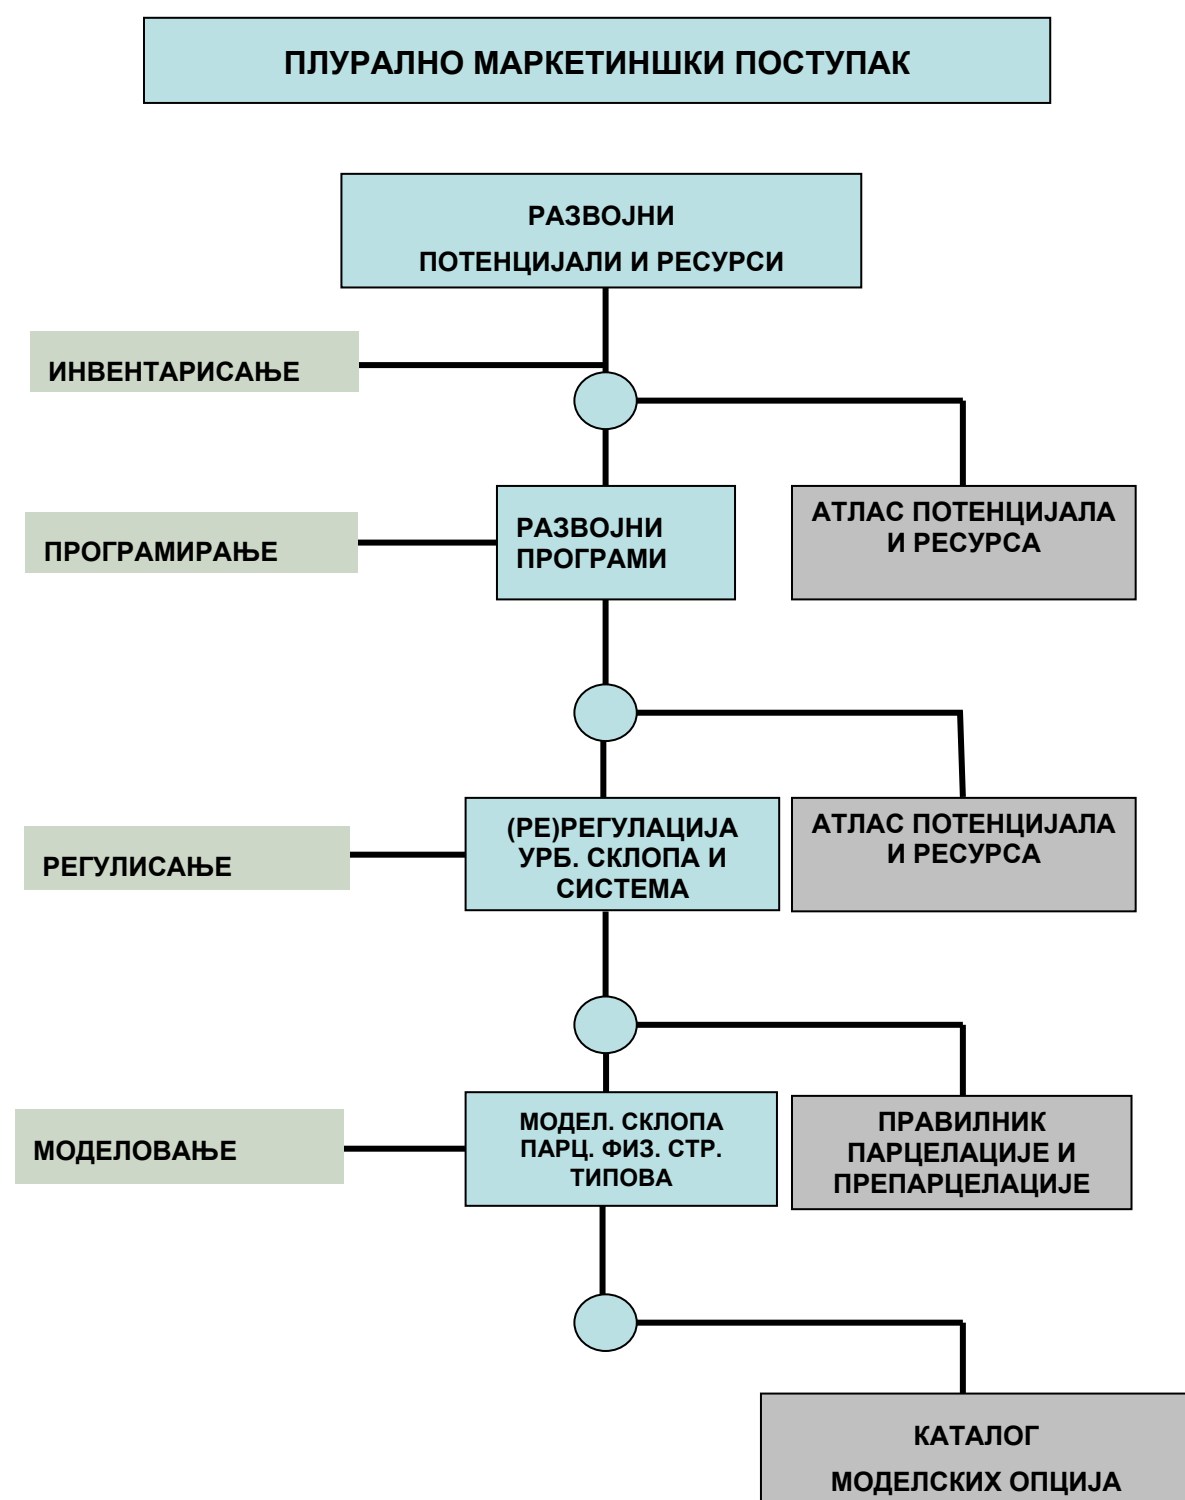 ПЛУРАЛНО МАРКЕТИНШКИ ПОСТУПАК
РАЗВОЈНИ
ПОТЕНЦИЈАЛИ И РЕСУРСИ
ИНВЕНТАРИСАЊЕ
ПРОГРАМИРАЊЕ
РАЗВОЈНИ
ПРОГРАМИ
АТЛАС ПОТЕНЦИЈАЛА
И РЕСУРСА
РЕГУЛИСАЊЕ
(РЕ)РЕГУЛАЦИЈА
УРБ. СКЛОПА И
СИСТЕМА
АТЛАС ПОТЕНЦИЈАЛА
И РЕСУРСА
МОДЕЛОВАЊЕ
МОДЕЛ. СКЛОПА
ПАРЦ. ФИЗ. СТР.
ТИПОВА
ПРАВИЛНИК
ПАРЦЕЛАЦИЈЕ И
ПРЕПАРЦЕЛАЦИЈЕ
КАТАЛОГ
МОДЕЛСКИХ ОПЦИЈА